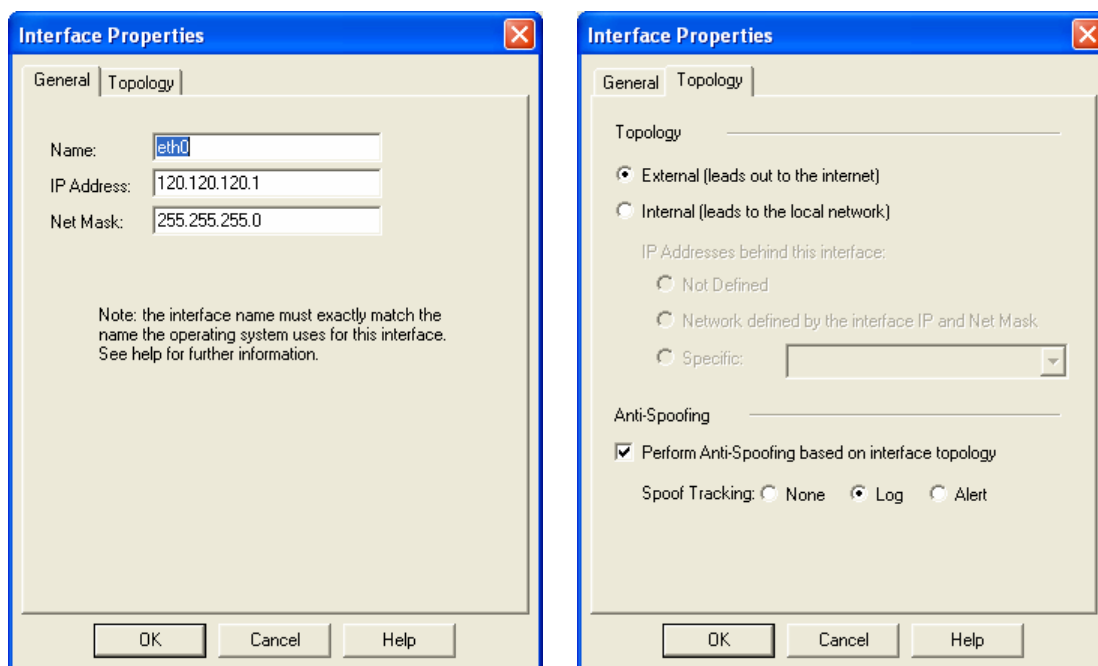 Interface Properties
General
Topology
Name:
eth0
IP Address:
120.120.120.1
Net Mask:
255.255.255.0
Note: the interface name must exactly match the
name the operating system uses for this interface.
See help for further information.
OK
Cancel
Help
Interface Properties
General
Topology
Topology
External (leads out to the internet)
Internal (leads to the local network)
IP Addresses behind this interface:
Not Defined
Network defined by the interface IP and Net Mask
Specific:
Anti-Spoofing
Perform Anti-Spoofing based on interface topology
Spoof Tracking:
None
Log
Alert
OK
Cancel
Help